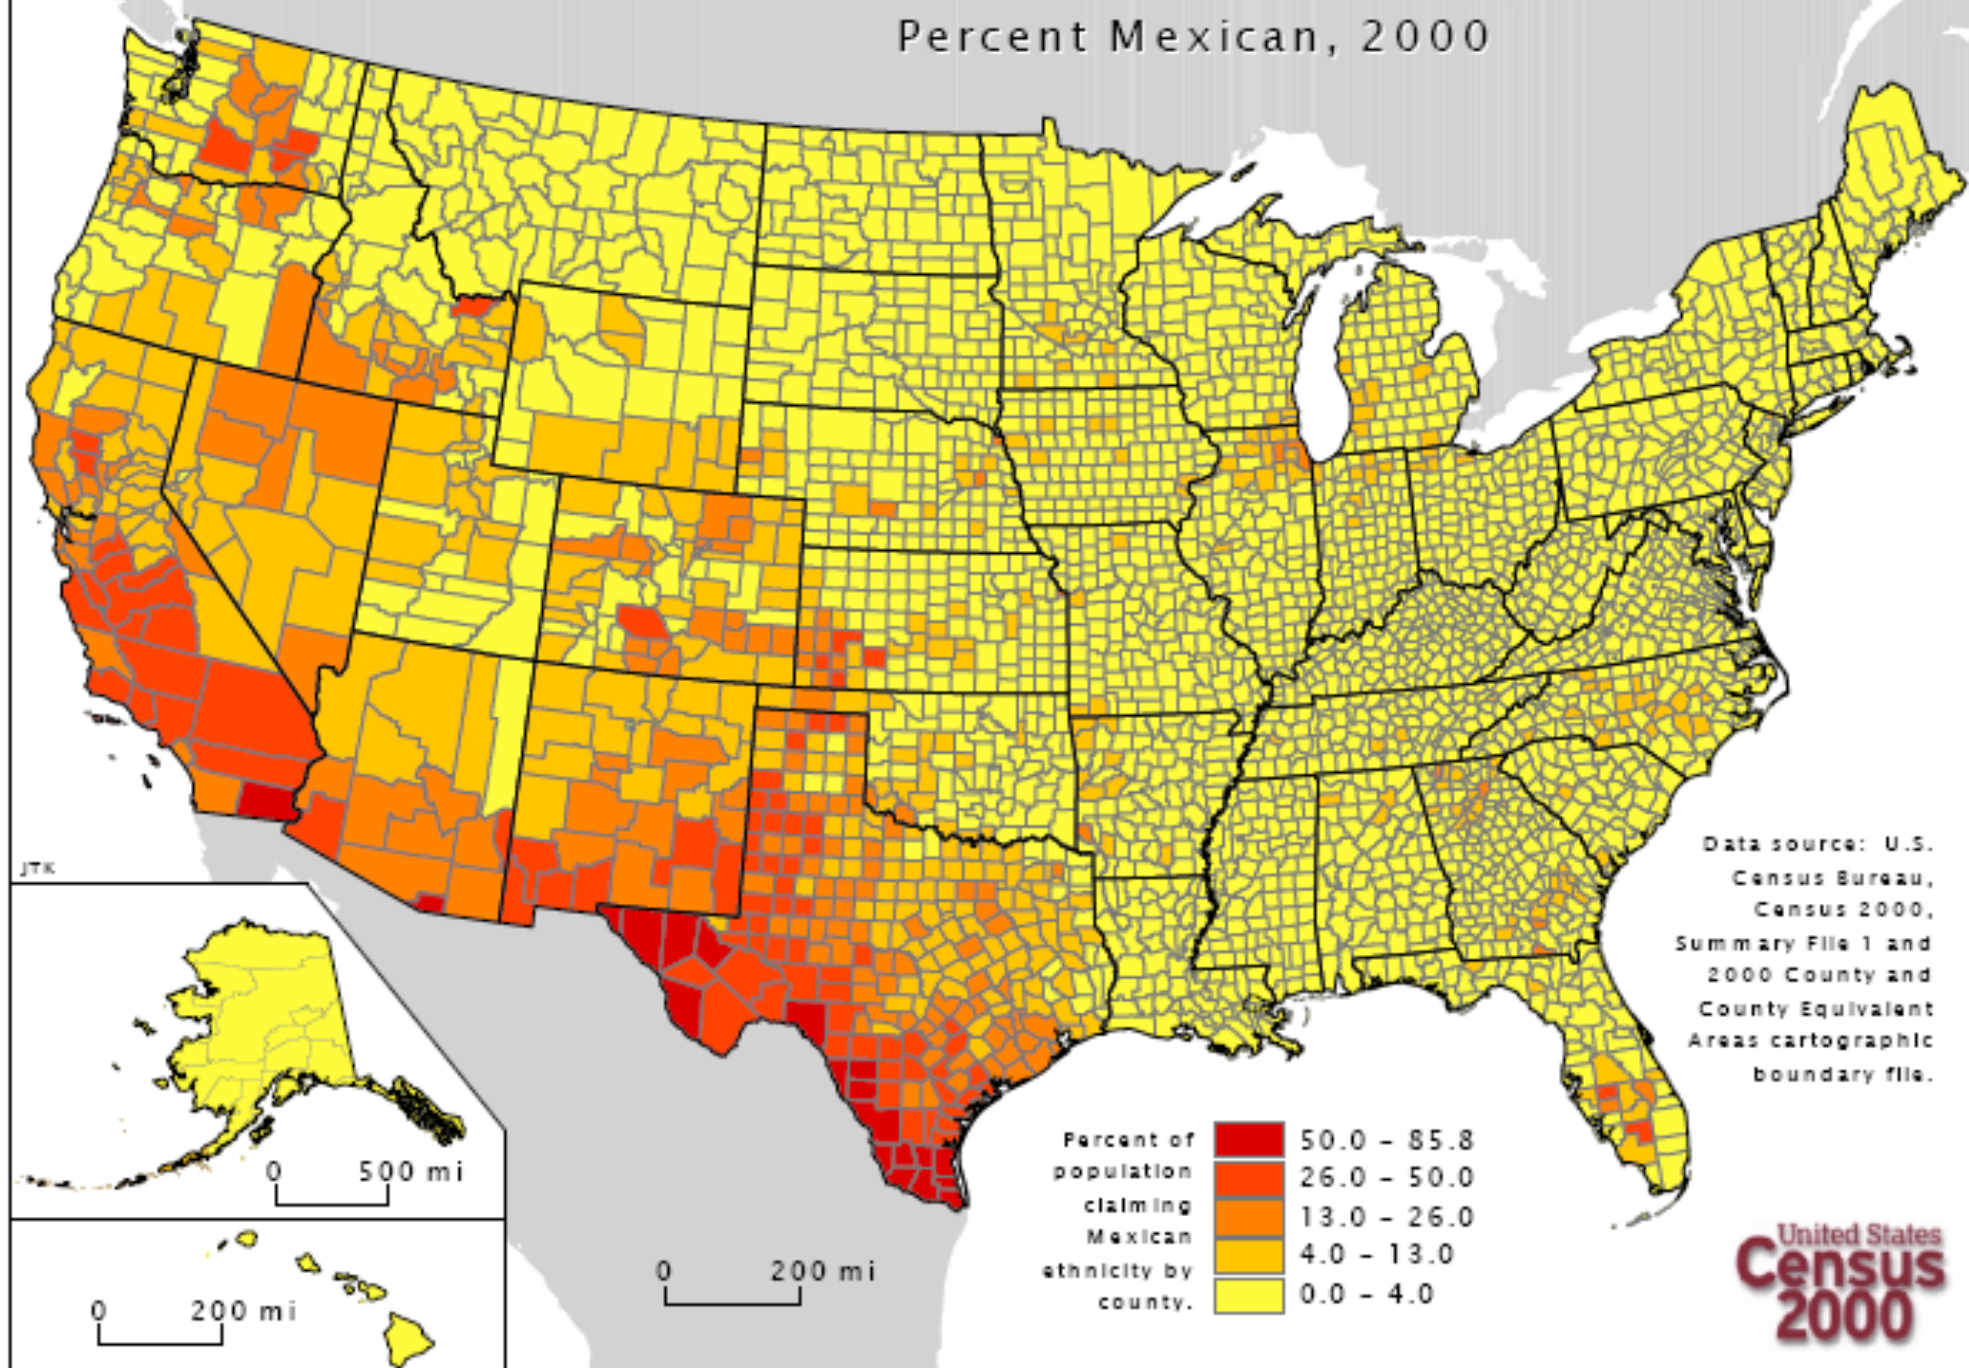 Percent Mexican, 2000
JTK
Data source: U.S.
Census Bureau,
Census 2000,
Summary File 1 and
2000 County and
County Equivalent
Areas cartographic
boundary file.
0 500 mi
0 200 mi
0 200 mi
Percent of
population
claiming
Mexican
ethnicity by
county.
50.0 – 85.8
26.0 – 50.0
13.0 – 26.0
4.0 – 13.0
0.0 – 4.0
United States
Census
2000